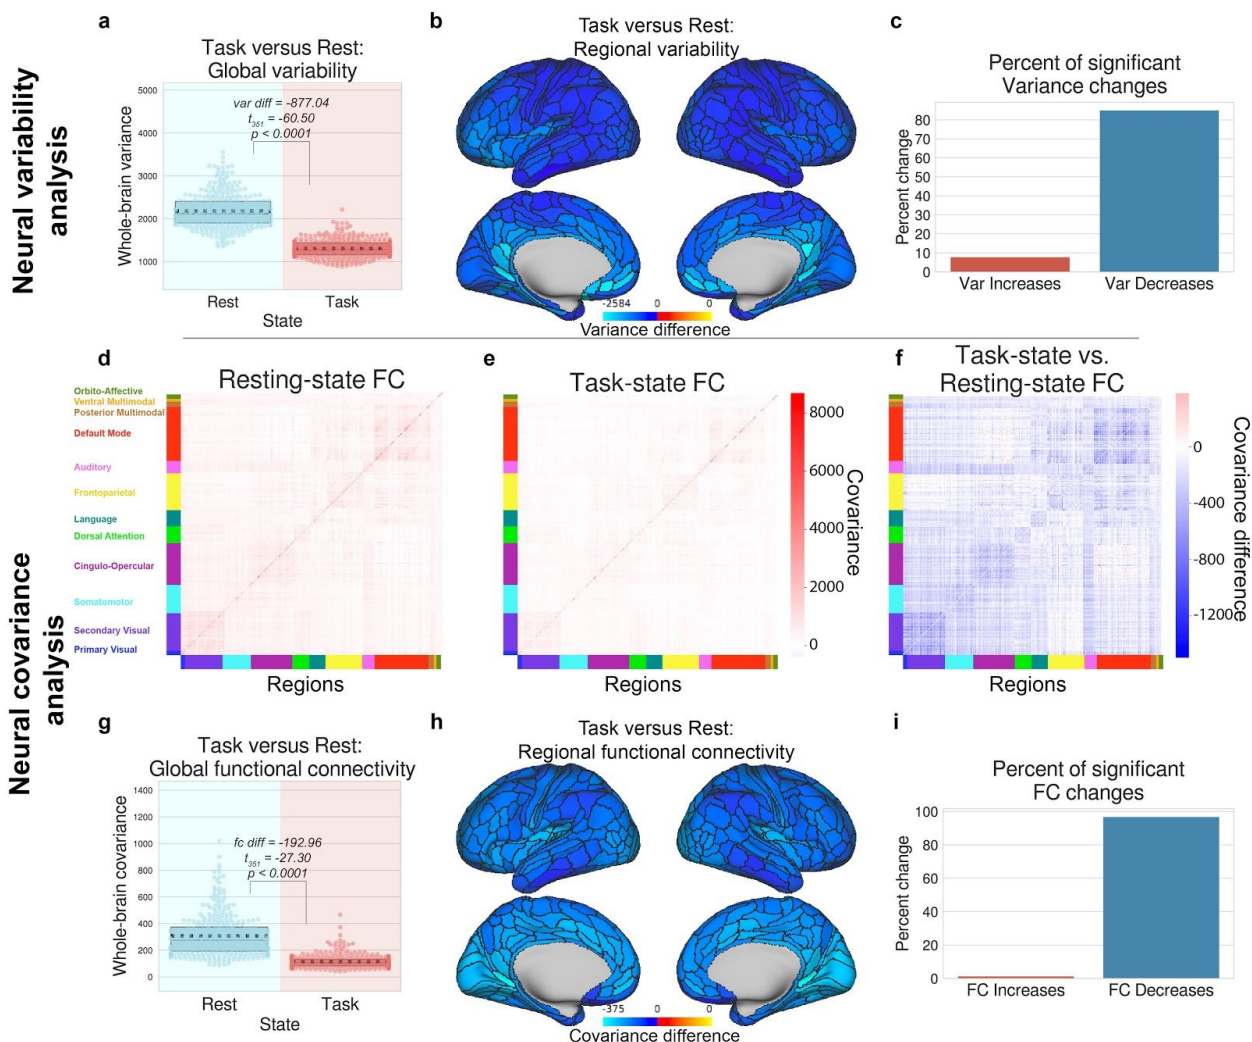 Neural variability
analysis
a
Task versus Rest:
Global variability
var diff = -877.04
t351 = -60.50
p < 0.0001
Whole-brain variance
5000
4000
3000
2000
1000
Rest
Task
State
b
Task versus Rest:
Regional variability
-2584
0
0
Variance difference
c
Percent of significant
Variance changes
Percent change
80
70
60
50
40
30
20
10
0
Var Increases
Var Decreases
Neural covariance
analysis
d
Resting-state FC
Orbito-Affective
Ventral Multimodal
Posterior Multimodal
Default Mode
Auditory
Frontoparietal
Language
Dorsal Attention
Cingulo-Opercular
Somatomotor
Secondary Visual
Primary Visual
Regions
e
Task-state FC
Regions
8000
6000
4000
2000
0
Covariance
f
Task-state vs.
Resting-state FC
Regions
0
-400
-800
-1200
Covariance difference
g
Task versus Rest:
Global functional connectivity
fc diff = -192.96
t351 = -27.30
p < 0.0001
Whole-brain covariance
1400
1200
1000
800
600
400
200
0
Rest
Task
State
h
Task versus Rest:
Regional functional connectivity
-375
0
0
Covariance difference
i
Percent of significant
FC changes
Percent change
100
80
60
40
20
0
FC Increases
FC Decreases